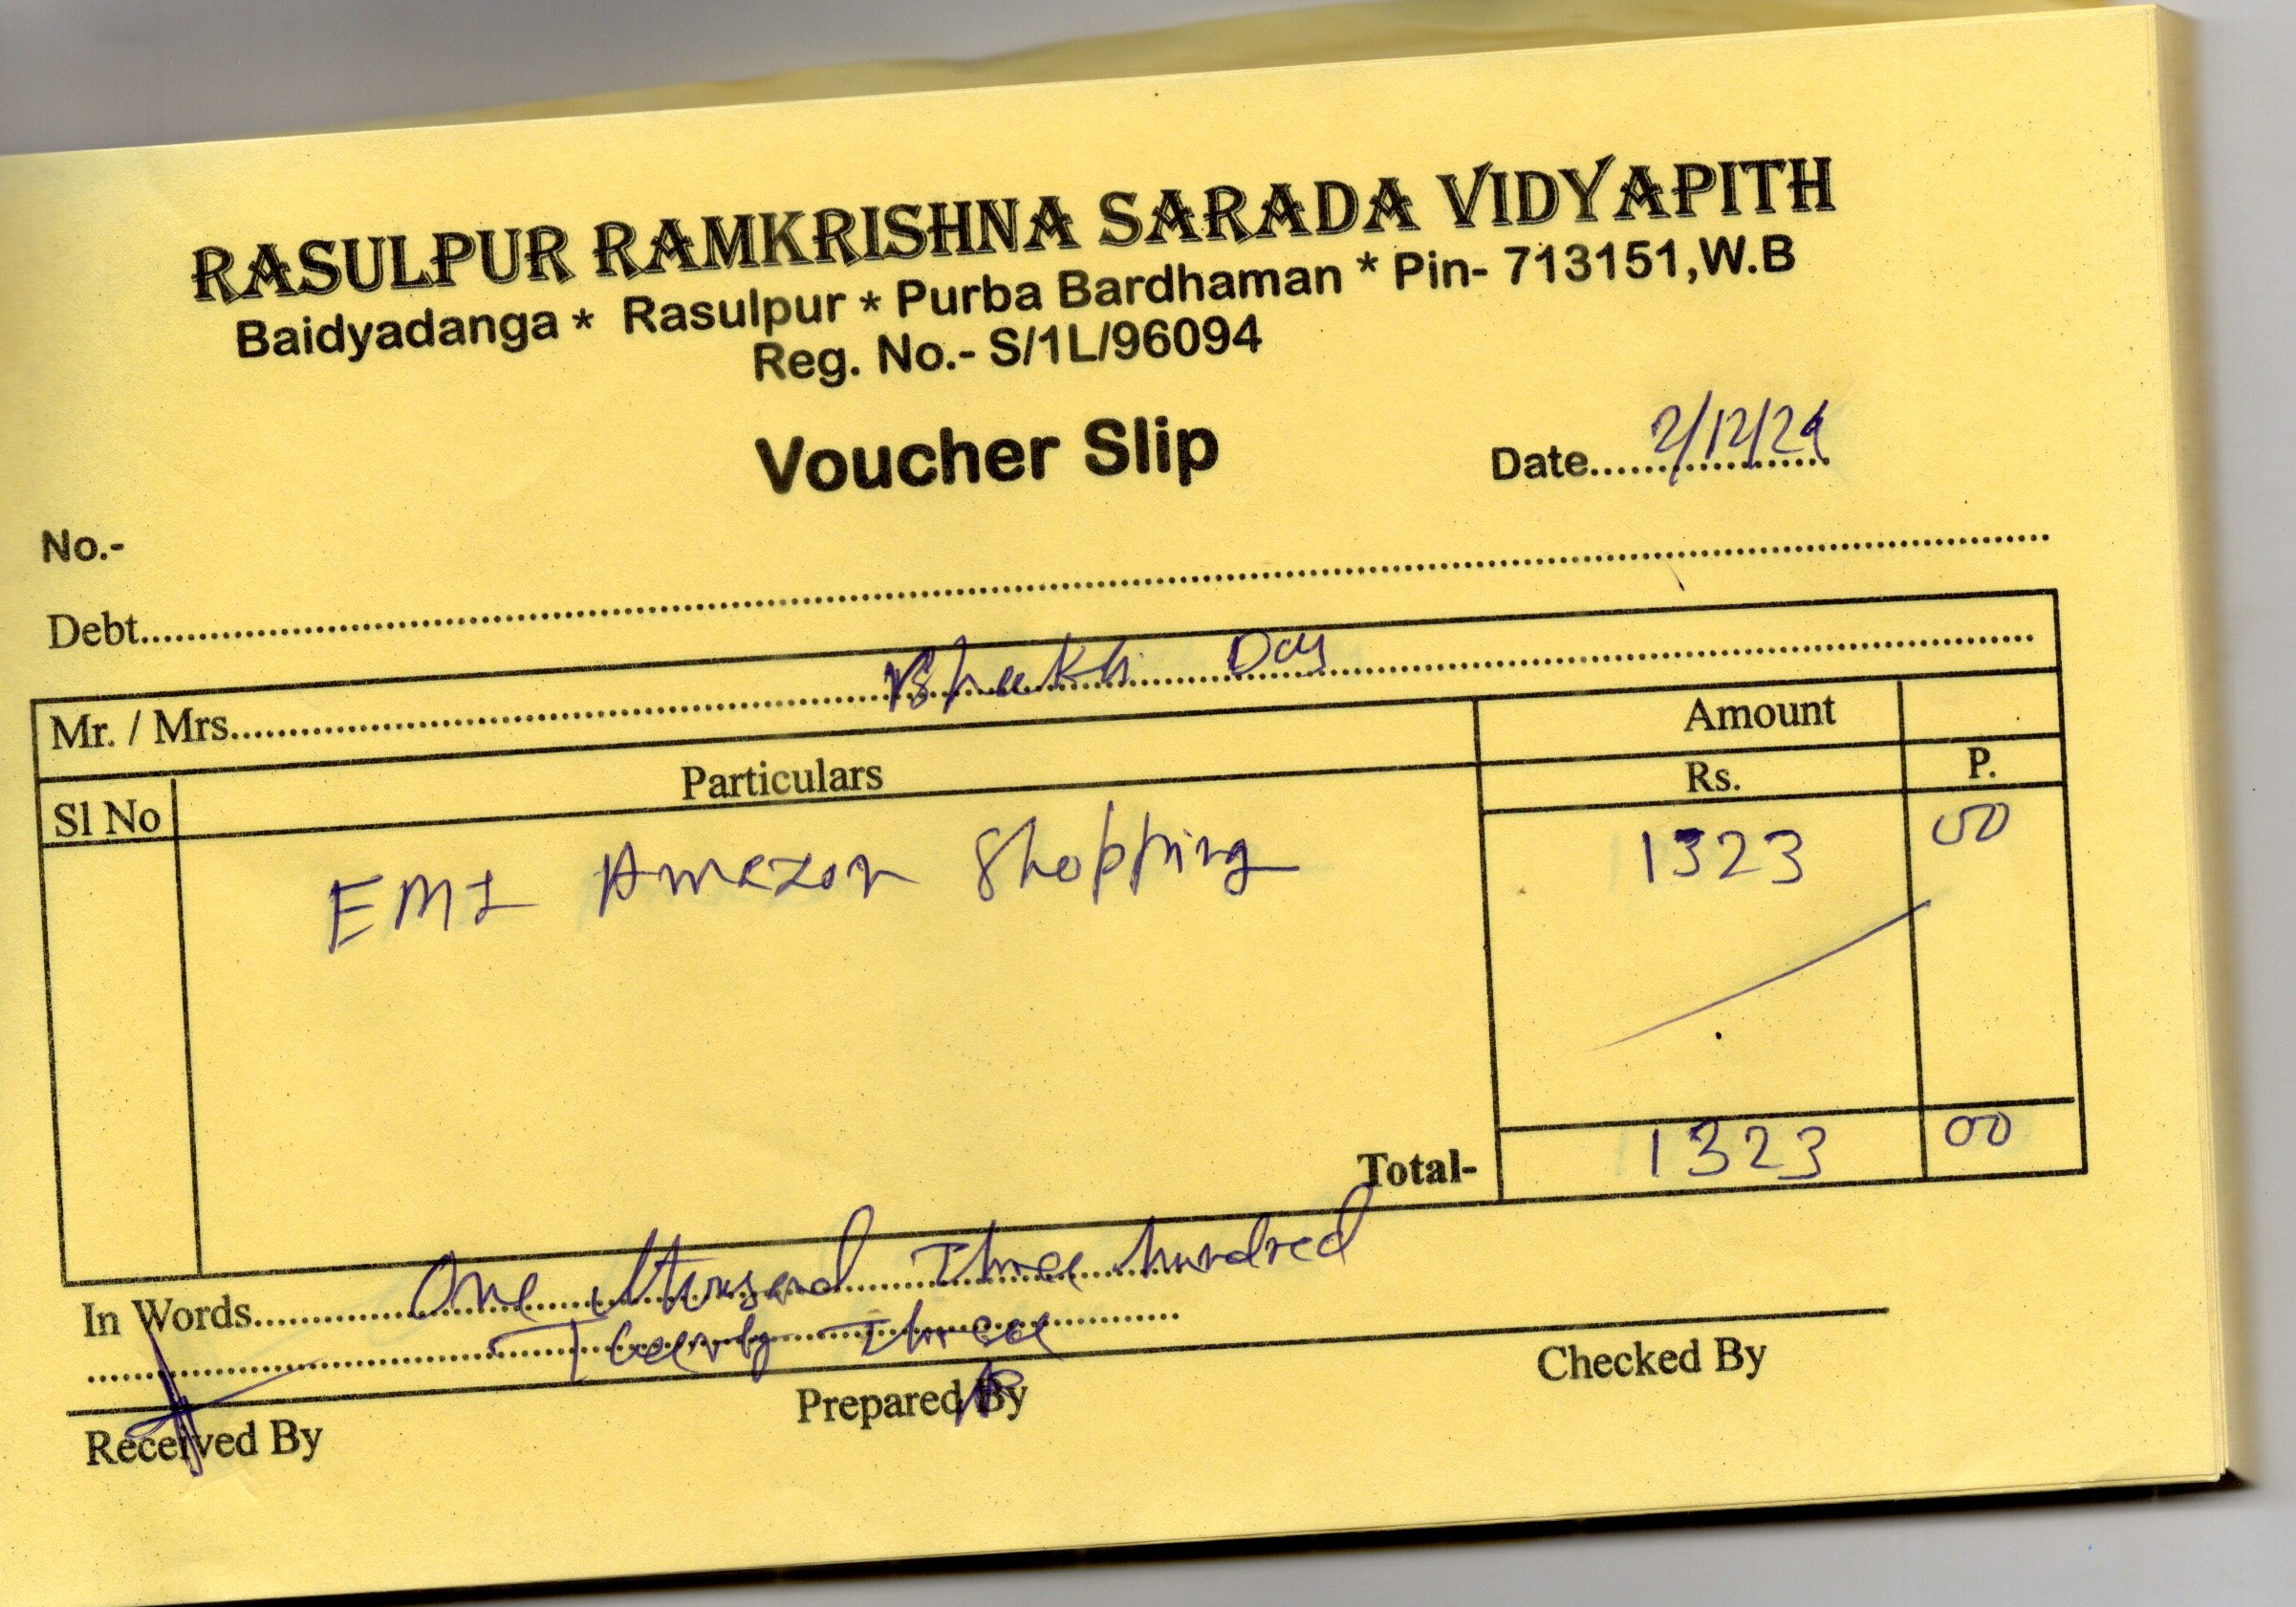 RASULPUR RAMKRISHNA SARADA VIDYAPITH
Baidyadanga * Rasulpur * Purba Bardhaman * Pin- 713151,W.B
Reg. No.- S/1L/96094
Voucher Slip
Date 2/12/24
No.-
Debt
Mr. / Mrs. Das
Sl No Particulars Amount
Rs. P.
EMI Amazon Shopping 1323 00
Total- 1323 00
In Words One thousand Three hundred
Twenty Three
Received By Prepared By Checked By